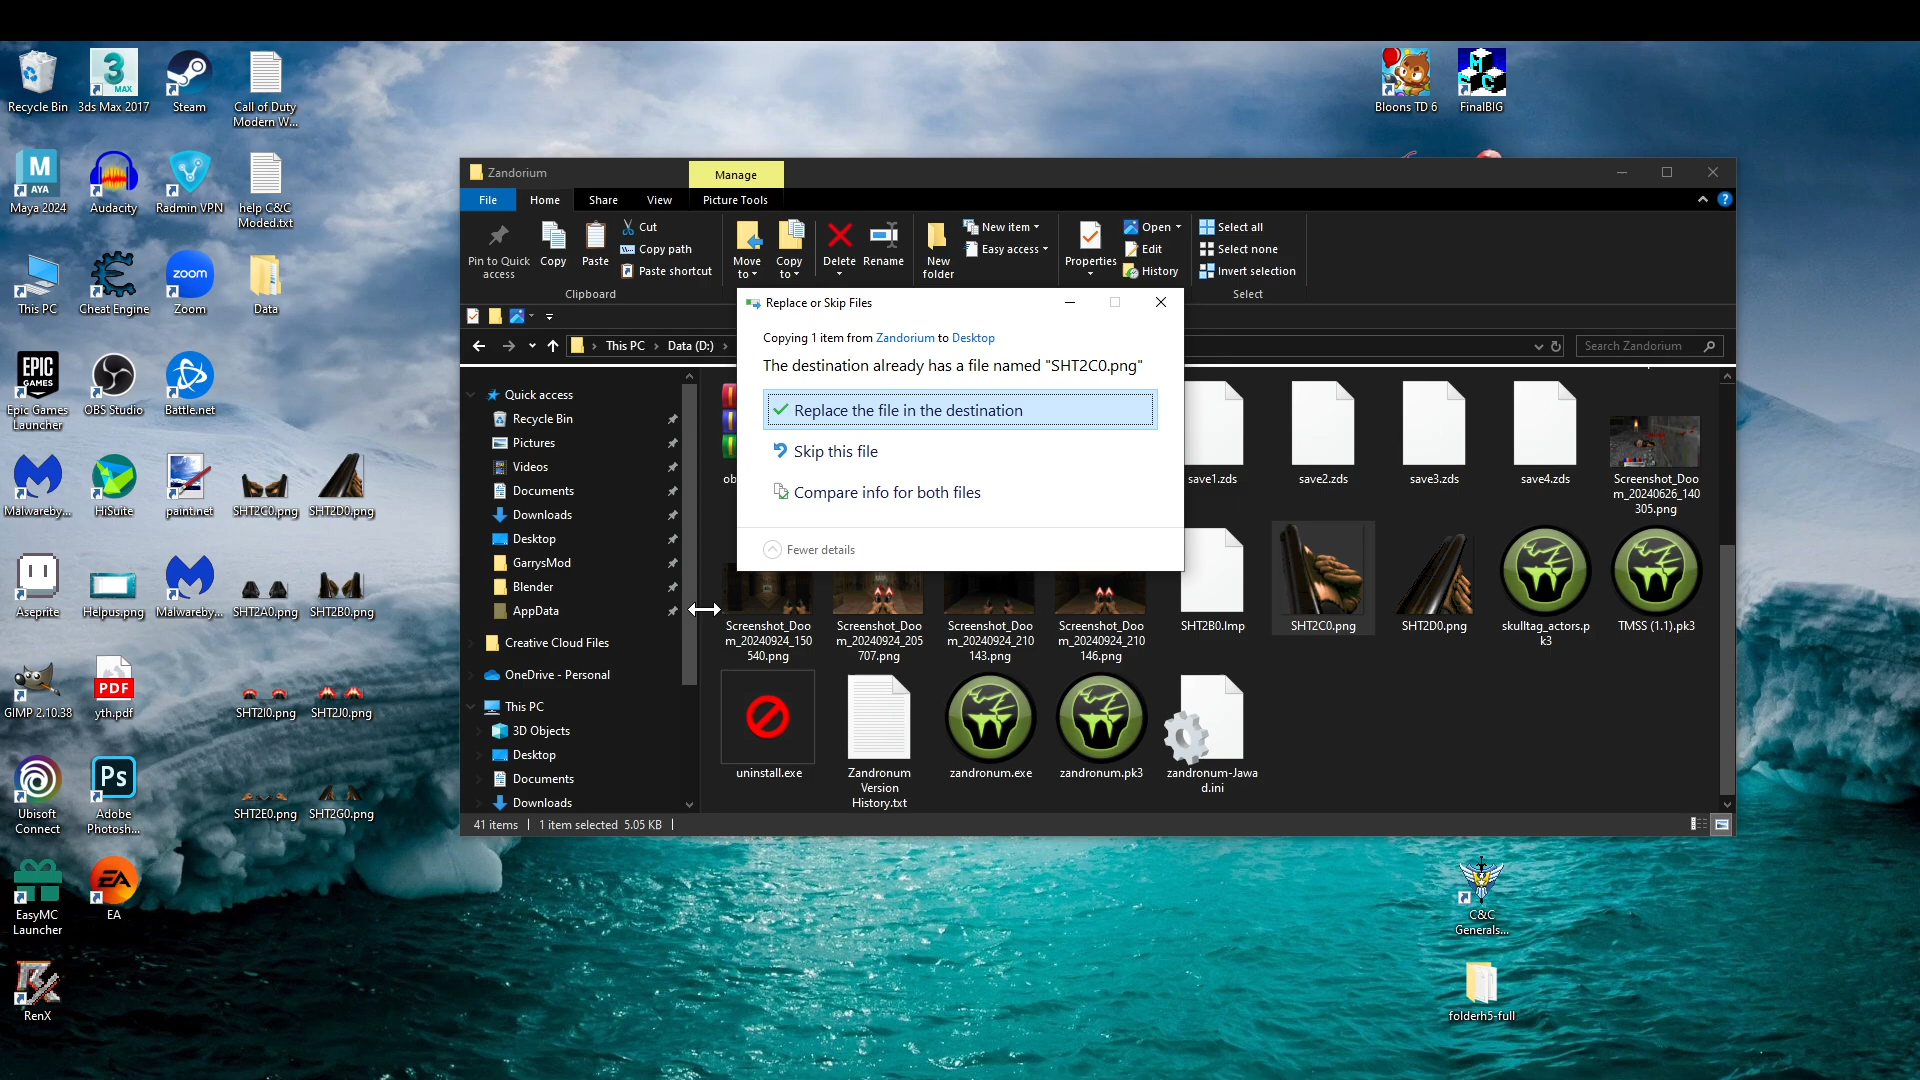 Recycle Bin
3ds Max 2017
Steam
Call of Duty
Modern W...
Bloons TD 6
FinalBIG
Maya 2024
Audacity
Radmin VPN
help C&C
Moded.txt
This PC
Cheat Engine
Zoom
Data
Epic Games
Launcher
OBS Studio
Battle.net
Malwareby...
HiSuite
paint.net
SHT2C0.png
SHT2D0.png
Aseprite
Helpus.png
Malwareby...
SHT2A0.png
SHT2B0.png
GIMP 2.10.38
yth.pdf
SHT2I0.png
SHT2J0.png
Ubisoft
Connect
Adobe
Photosh...
SHT2E0.png
SHT2G0.png
EasyMC
Launcher
EA
RenX
C&C
Generals...
folderh5-full
Zandorium
Manage
File
Home
Share
View
Picture Tools
Pin to Quick
access
Copy
Paste
Cut
Copy path
Paste shortcut
Clipboard
Move
to
Copy
to
Delete
Rename
New
folder
New item
Easy access
Properties
Open
Edit
History
Select all
Select none
Invert selection
Select
This PC
Data (D:)
Search Zandorium
Quick access
Recycle Bin
Pictures
Videos
Documents
Downloads
Desktop
GarrysMod
Blender
AppData
Creative Cloud Files
OneDrive - Personal
This PC
3D Objects
Desktop
Documents
Downloads
Replace or Skip Files
Copying 1 item from Zandorium to Desktop
The destination already has a file named "SHT2C0.png"
Replace the file in the destination
Skip this file
Compare info for both files
Fewer details
ob
save1.zds
save2.zds
save3.zds
save4.zds
Screenshot_Doo
m_20240626_140
305.png
Screenshot_Doo
m_20240924_150
540.png
Screenshot_Doo
m_20240924_205
707.png
Screenshot_Doo
m_20240924_210
143.png
Screenshot_Doo
m_20240924_210
146.png
SHT2B0.lmp
SHT2C0.png
SHT2D0.png
skulltag_actors.p
k3
TMSS (1.1).pk3
uninstall.exe
Zandronum
Version
History.txt
zandronum.exe
zandronum.pk3
zandronum-Jawa
d.ini
41 items
1 item selected 5.05 KB